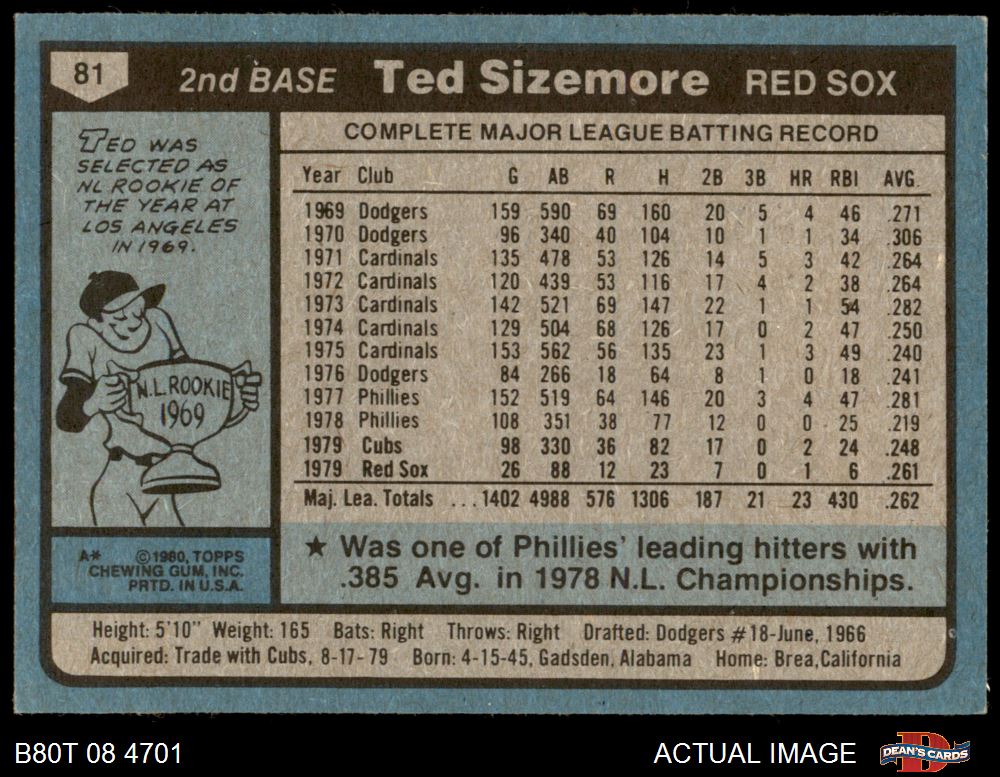 81 2nd BASE Ted Sizemore RED SOX
TED WAS
SELECTED AS
NL ROOKIE OF
THE YEAR AT
LOS ANGELES
IN 1969.
N.L. ROOKIE
1969
COMPLETE MAJOR LEAGUE BATTING RECORD
Year Club G AB R H 2B 3B HR RBI AVG.
1969 Dodgers 159 590 69 160 20 5 4 46 .271
1970 Dodgers 96 340 40 104 10 1 1 34 .306
1971 Cardinals 135 478 53 126 14 5 3 42 .264
1972 Cardinals 120 439 53 116 17 4 2 38 .264
1973 Cardinals 142 521 69 147 22 1 1 54 .282
1974 Cardinals 129 504 68 126 17 0 2 47 .250
1975 Cardinals 153 562 56 135 23 1 3 49 .240
1976 Dodgers 84 266 18 64 8 1 0 18 .241
1977 Phillies 152 519 64 146 20 3 4 47 .281
1978 Phillies 108 351 38 77 12 0 0 25 .219
1979 Cubs 98 330 36 82 17 0 2 24 .248
1979 Red Sox 26 88 12 23 7 0 1 6 .261
Maj. Lea. Totals ... 1402 4988 576 1306 187 21 23 430 .262
★ Was one of Phillies' leading hitters with
.385 Avg. in 1978 N.L. Championships.
A* © 1980, TOPPS
CHEWING GUM, INC.
PRTD. IN U.S.A.
Height: 5'10" Weight: 165 Bats: Right Throws: Right Drafted: Dodgers #18-June, 1966
Acquired: Trade with Cubs, 8-17-79 Born: 4-15-45, Gadsden, Alabama Home: Brea, California
B80T 08 4701
ACTUAL IMAGE
DEAN'S CARDS